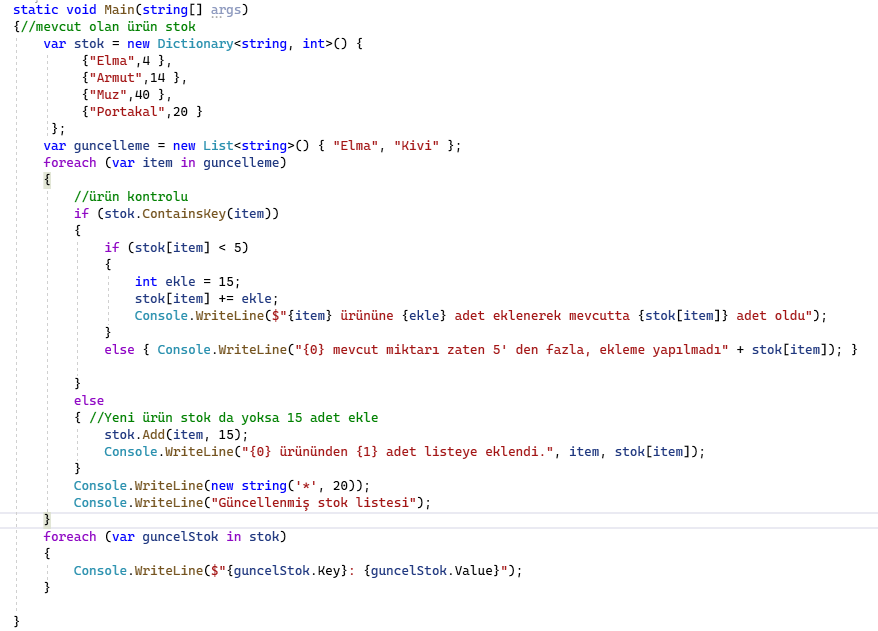 static void Main(string[] args)
{//mevcut olan ürün stok
    var stok = new Dictionary<string, int>() {
         {"Elma",4 },
         {"Armut",14 },
         {"Muz",40 },
         {"Portakal",20 }
     };
    var guncelleme = new List<string>() { "Elma", "Kivi" };
    foreach (var item in guncelleme)
    {
        //ürün kontrolu
        if (stok.ContainsKey(item))
        {
            if (stok[item] < 5)
            {
                int ekle = 15;
                stok[item] += ekle;
                Console.WriteLine($"{item} ürününe {ekle} adet eklenerek mevcutta {stok[item]} adet oldu");
            }
            else { Console.WriteLine("{0} mevcut miktarı zaten 5' den fazla, ekleme yapılmadı" + stok[item]); }

        }
        else
        { //Yeni ürün stok da yoksa 15 adet ekle
            stok.Add(item, 15);
            Console.WriteLine("{0} ürününden {1} adet listeye eklendi.", item, stok[item]);
        }
        Console.WriteLine(new string('*', 20));
        Console.WriteLine("Güncellenmiş stok listesi");
    }
    foreach (var guncelStok in stok)
    {
        Console.WriteLine($"{guncelStok.Key}: {guncelStok.Value}");
    }

}